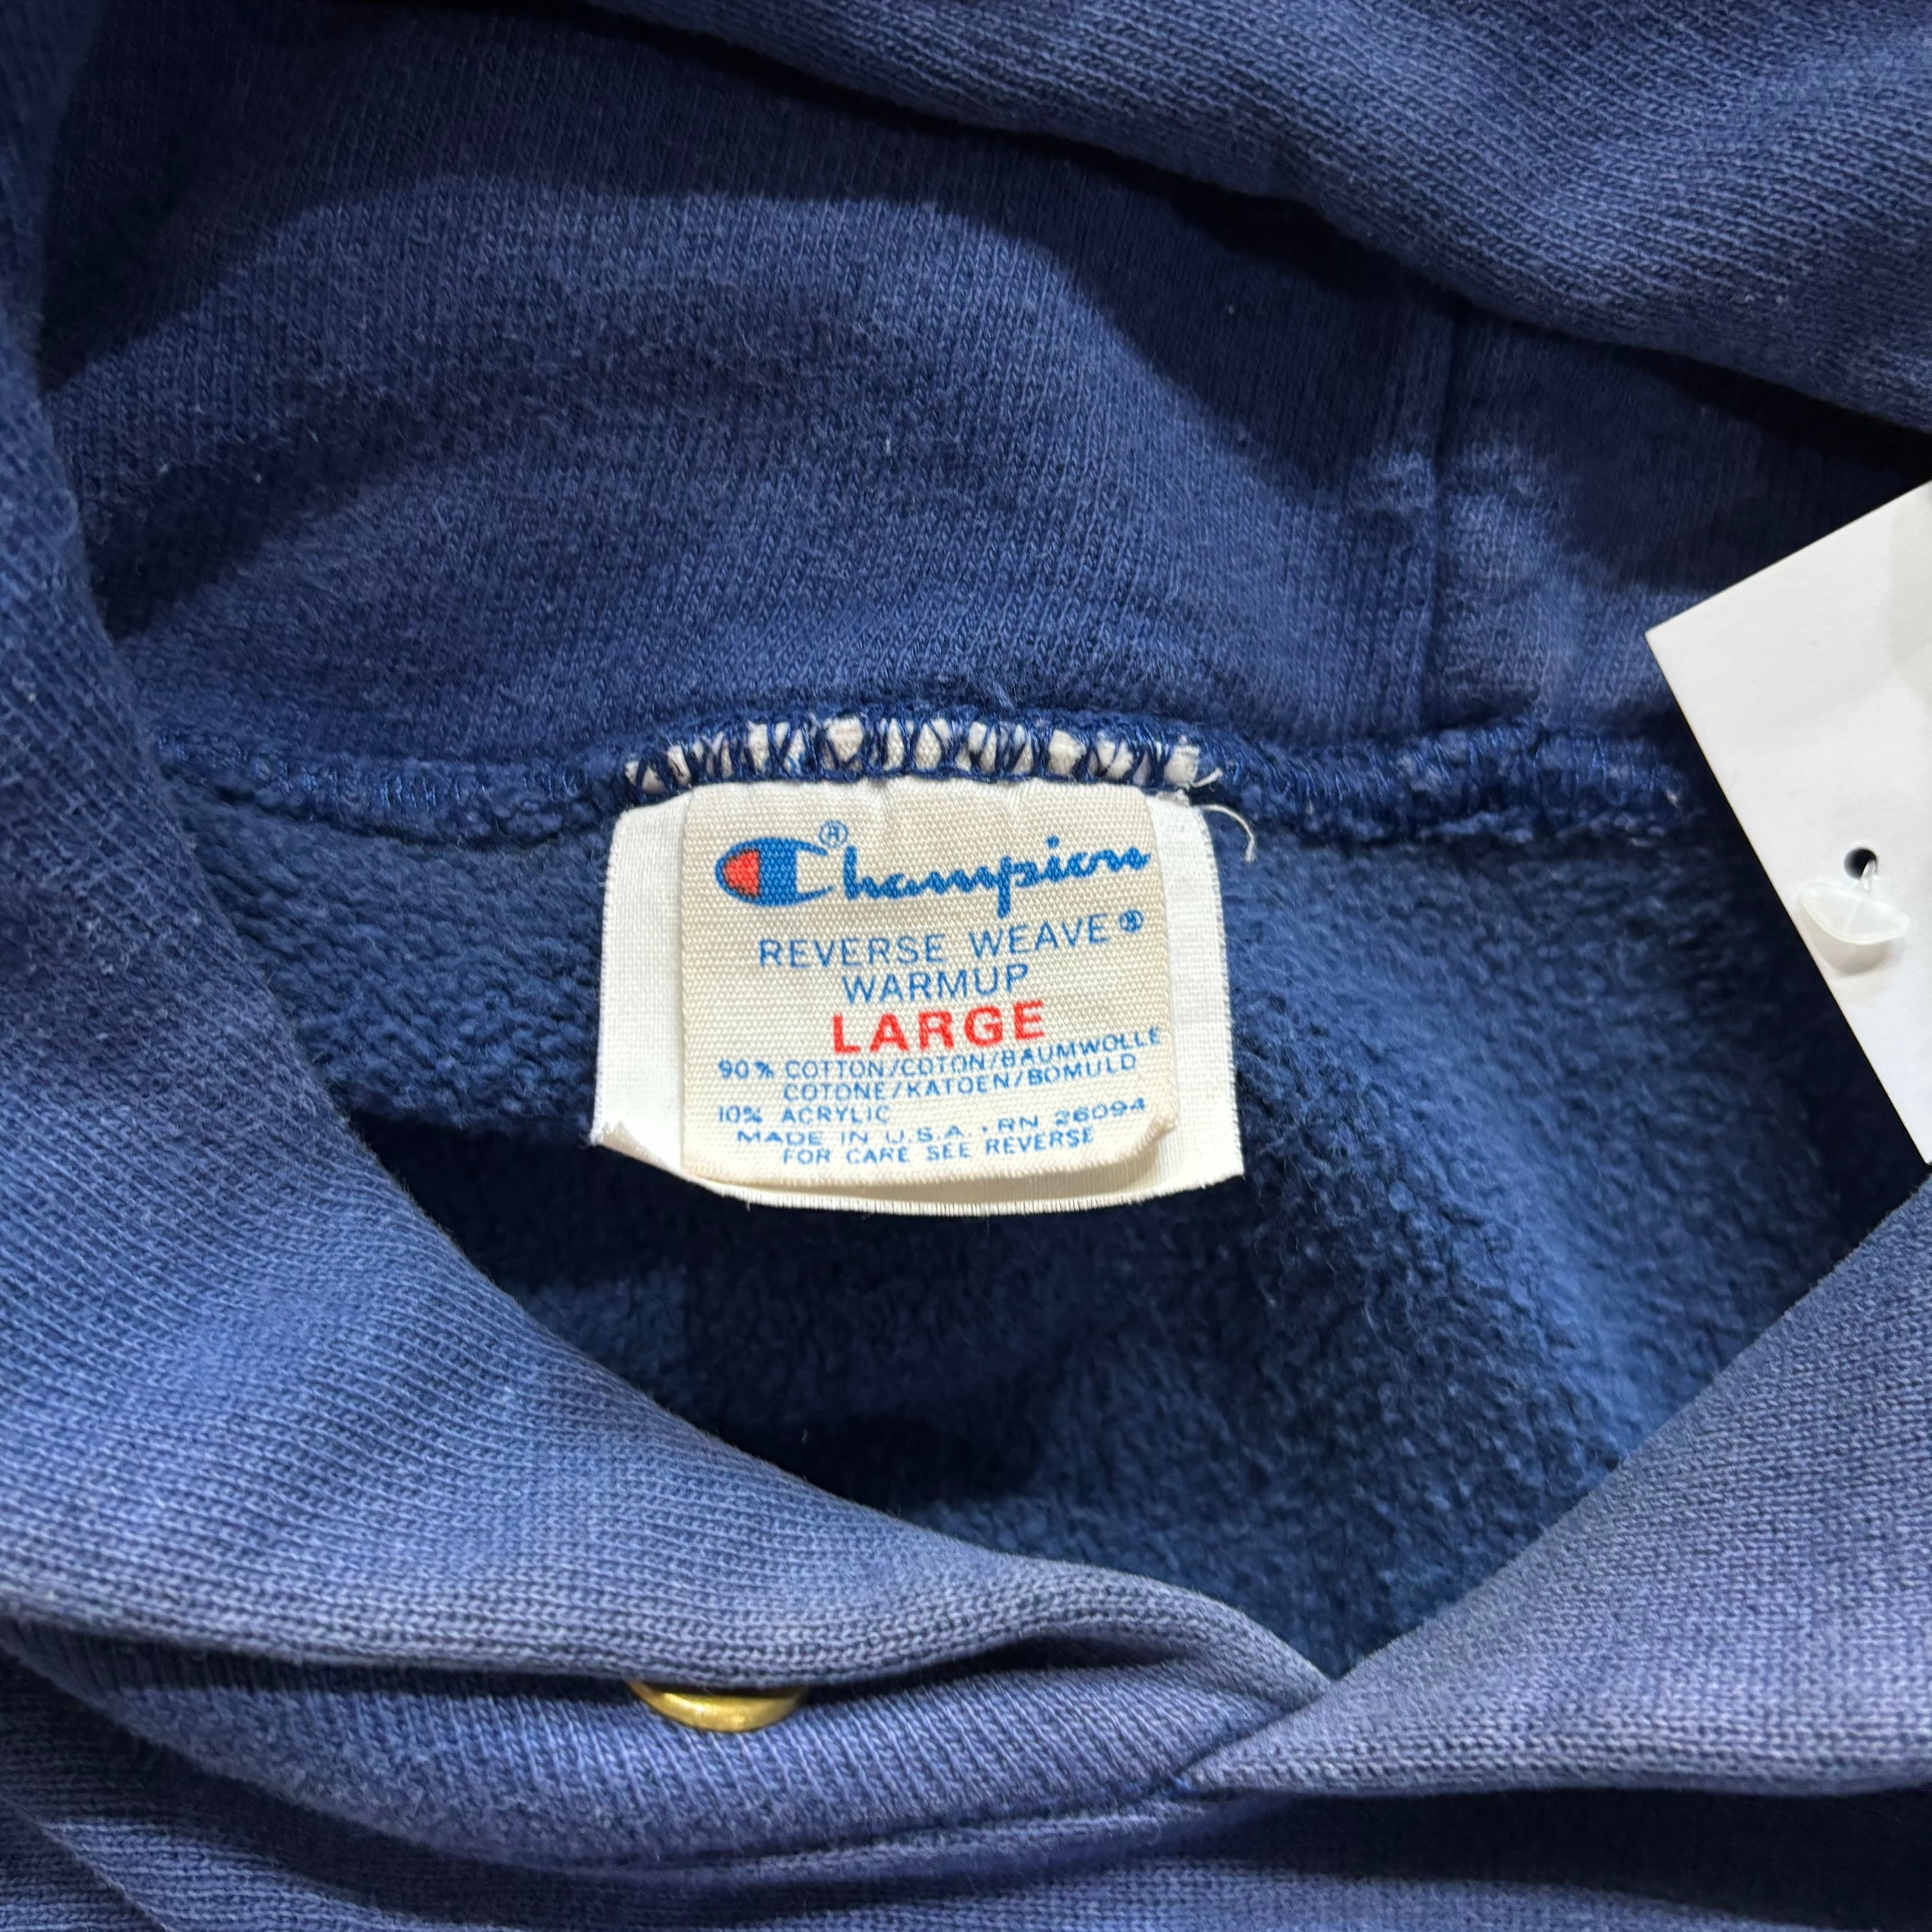 Champion®
REVERSE WEAVE®
WARMUP
LARGE
90% COTTON/COTON/BAUMWOLLE
COTONE/KATOEN/BOMULD
10% ACRYLIC
MADE IN U.S.A. · RN 26094
FOR CARE SEE REVERSE